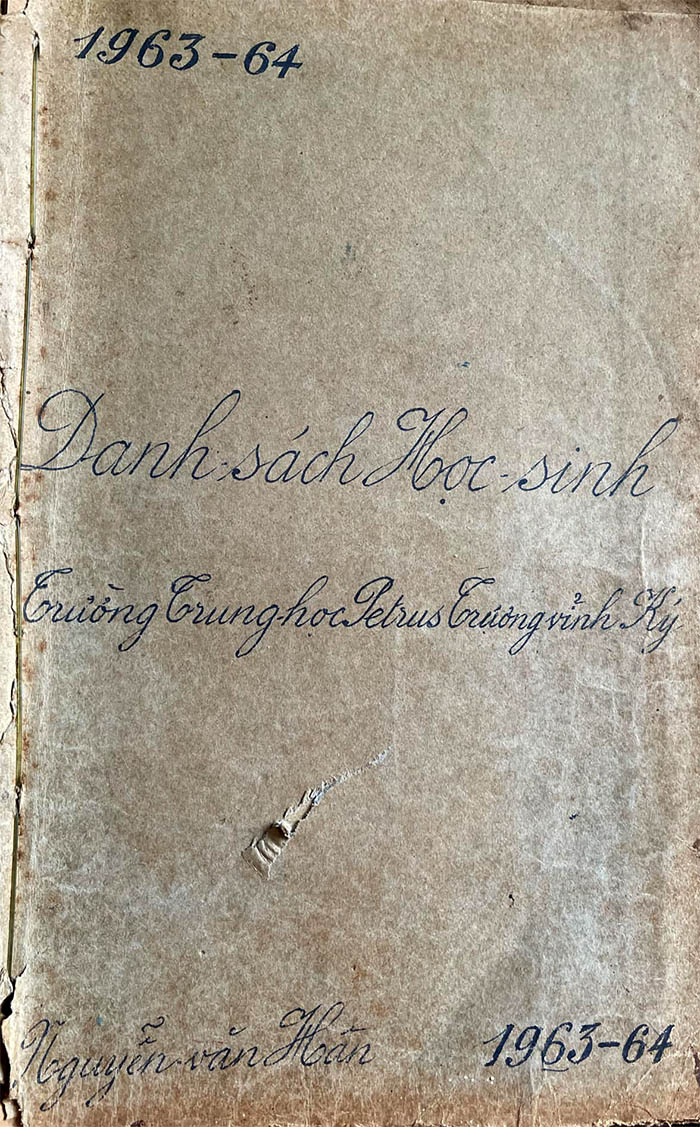 1963-64
Danh-sách Học-sinh
Trường Trung-học Petrus Trương vĩnh Ký
Nguyễn-văn Hân 1963-64